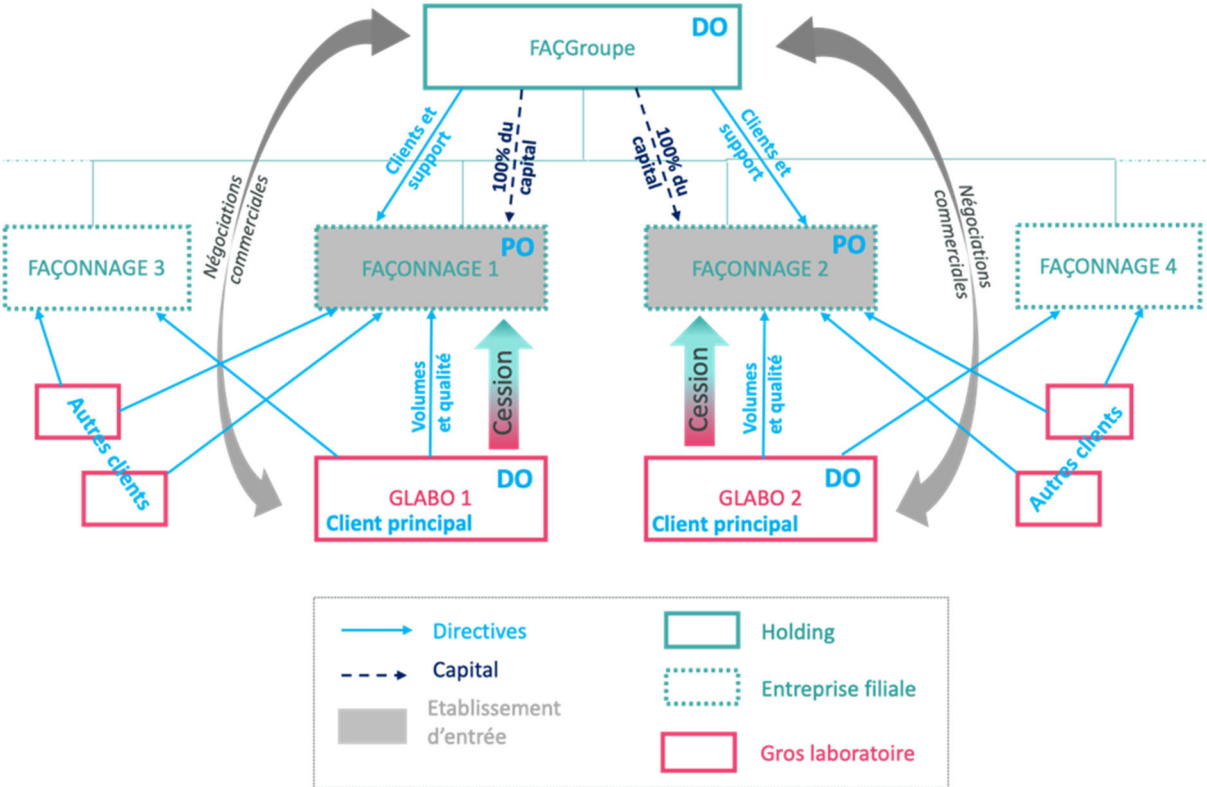 DO
FAÇGroupe
Clients et
support
100% du
capital
100% du
capital
Clients et
support
Négociations
commerciales
Négociations
commerciales
FAÇONNAGE 3
PO
FAÇONNAGE 1
PO
FAÇONNAGE 2
FAÇONNAGE 4
Autres clients
Volumes
et qualité
Cession
Cession
Volumes
et qualité
Autres clients
DO
GLABO 1
Client principal
DO
GLABO 2
Client principal
Directives
Capital
Etablissement
d’entrée
Holding
Entreprise filiale
Gros laboratoire